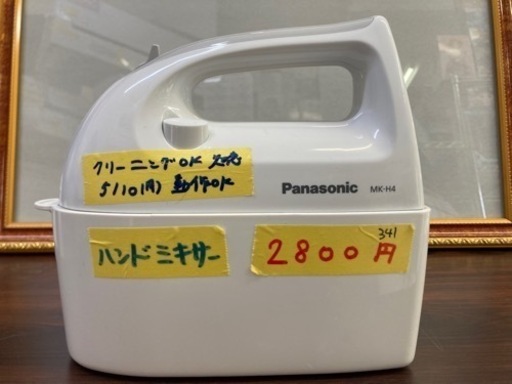 クリーニングOK
5/10(月) 動作OK
Panasonic MK-H4
ハンドミキサー
341
2800円